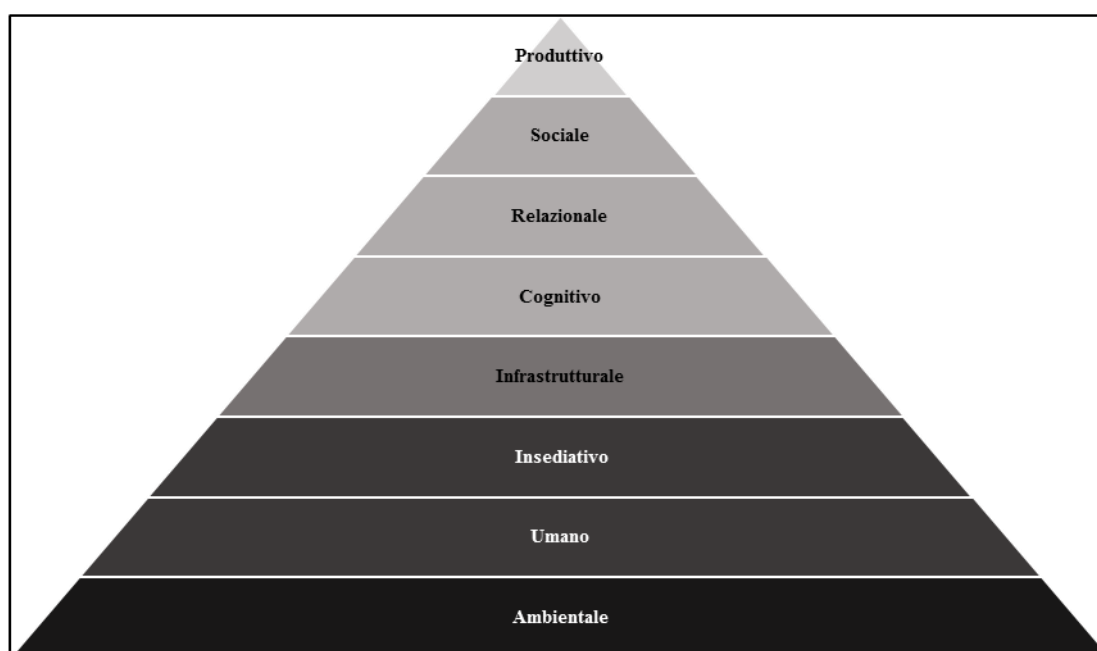 Produttivo
Sociale
Relazionale
Cognitivo
Infrastrutturale
Insediativo
Umano
Ambientale